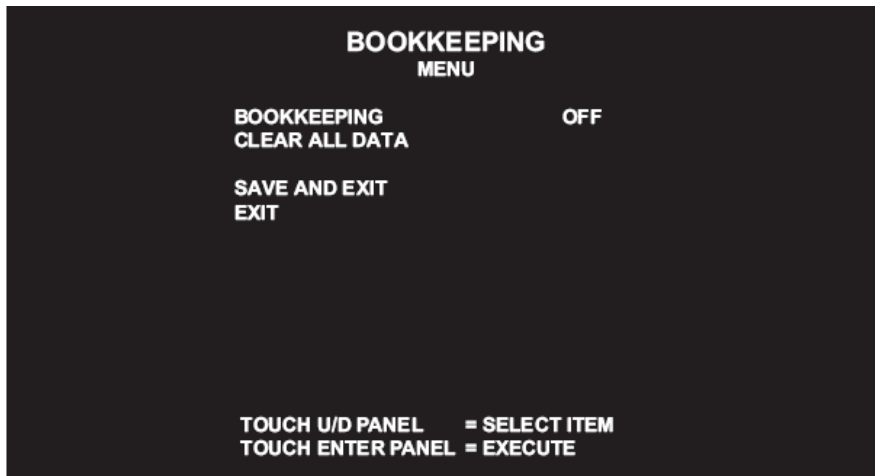 BOOKKEEPING
MENU
BOOKKEEPING OFF
CLEAR ALL DATA
SAVE AND EXIT
EXIT
TOUCH U/D PANEL = SELECT ITEM
TOUCH ENTER PANEL = EXECUTE